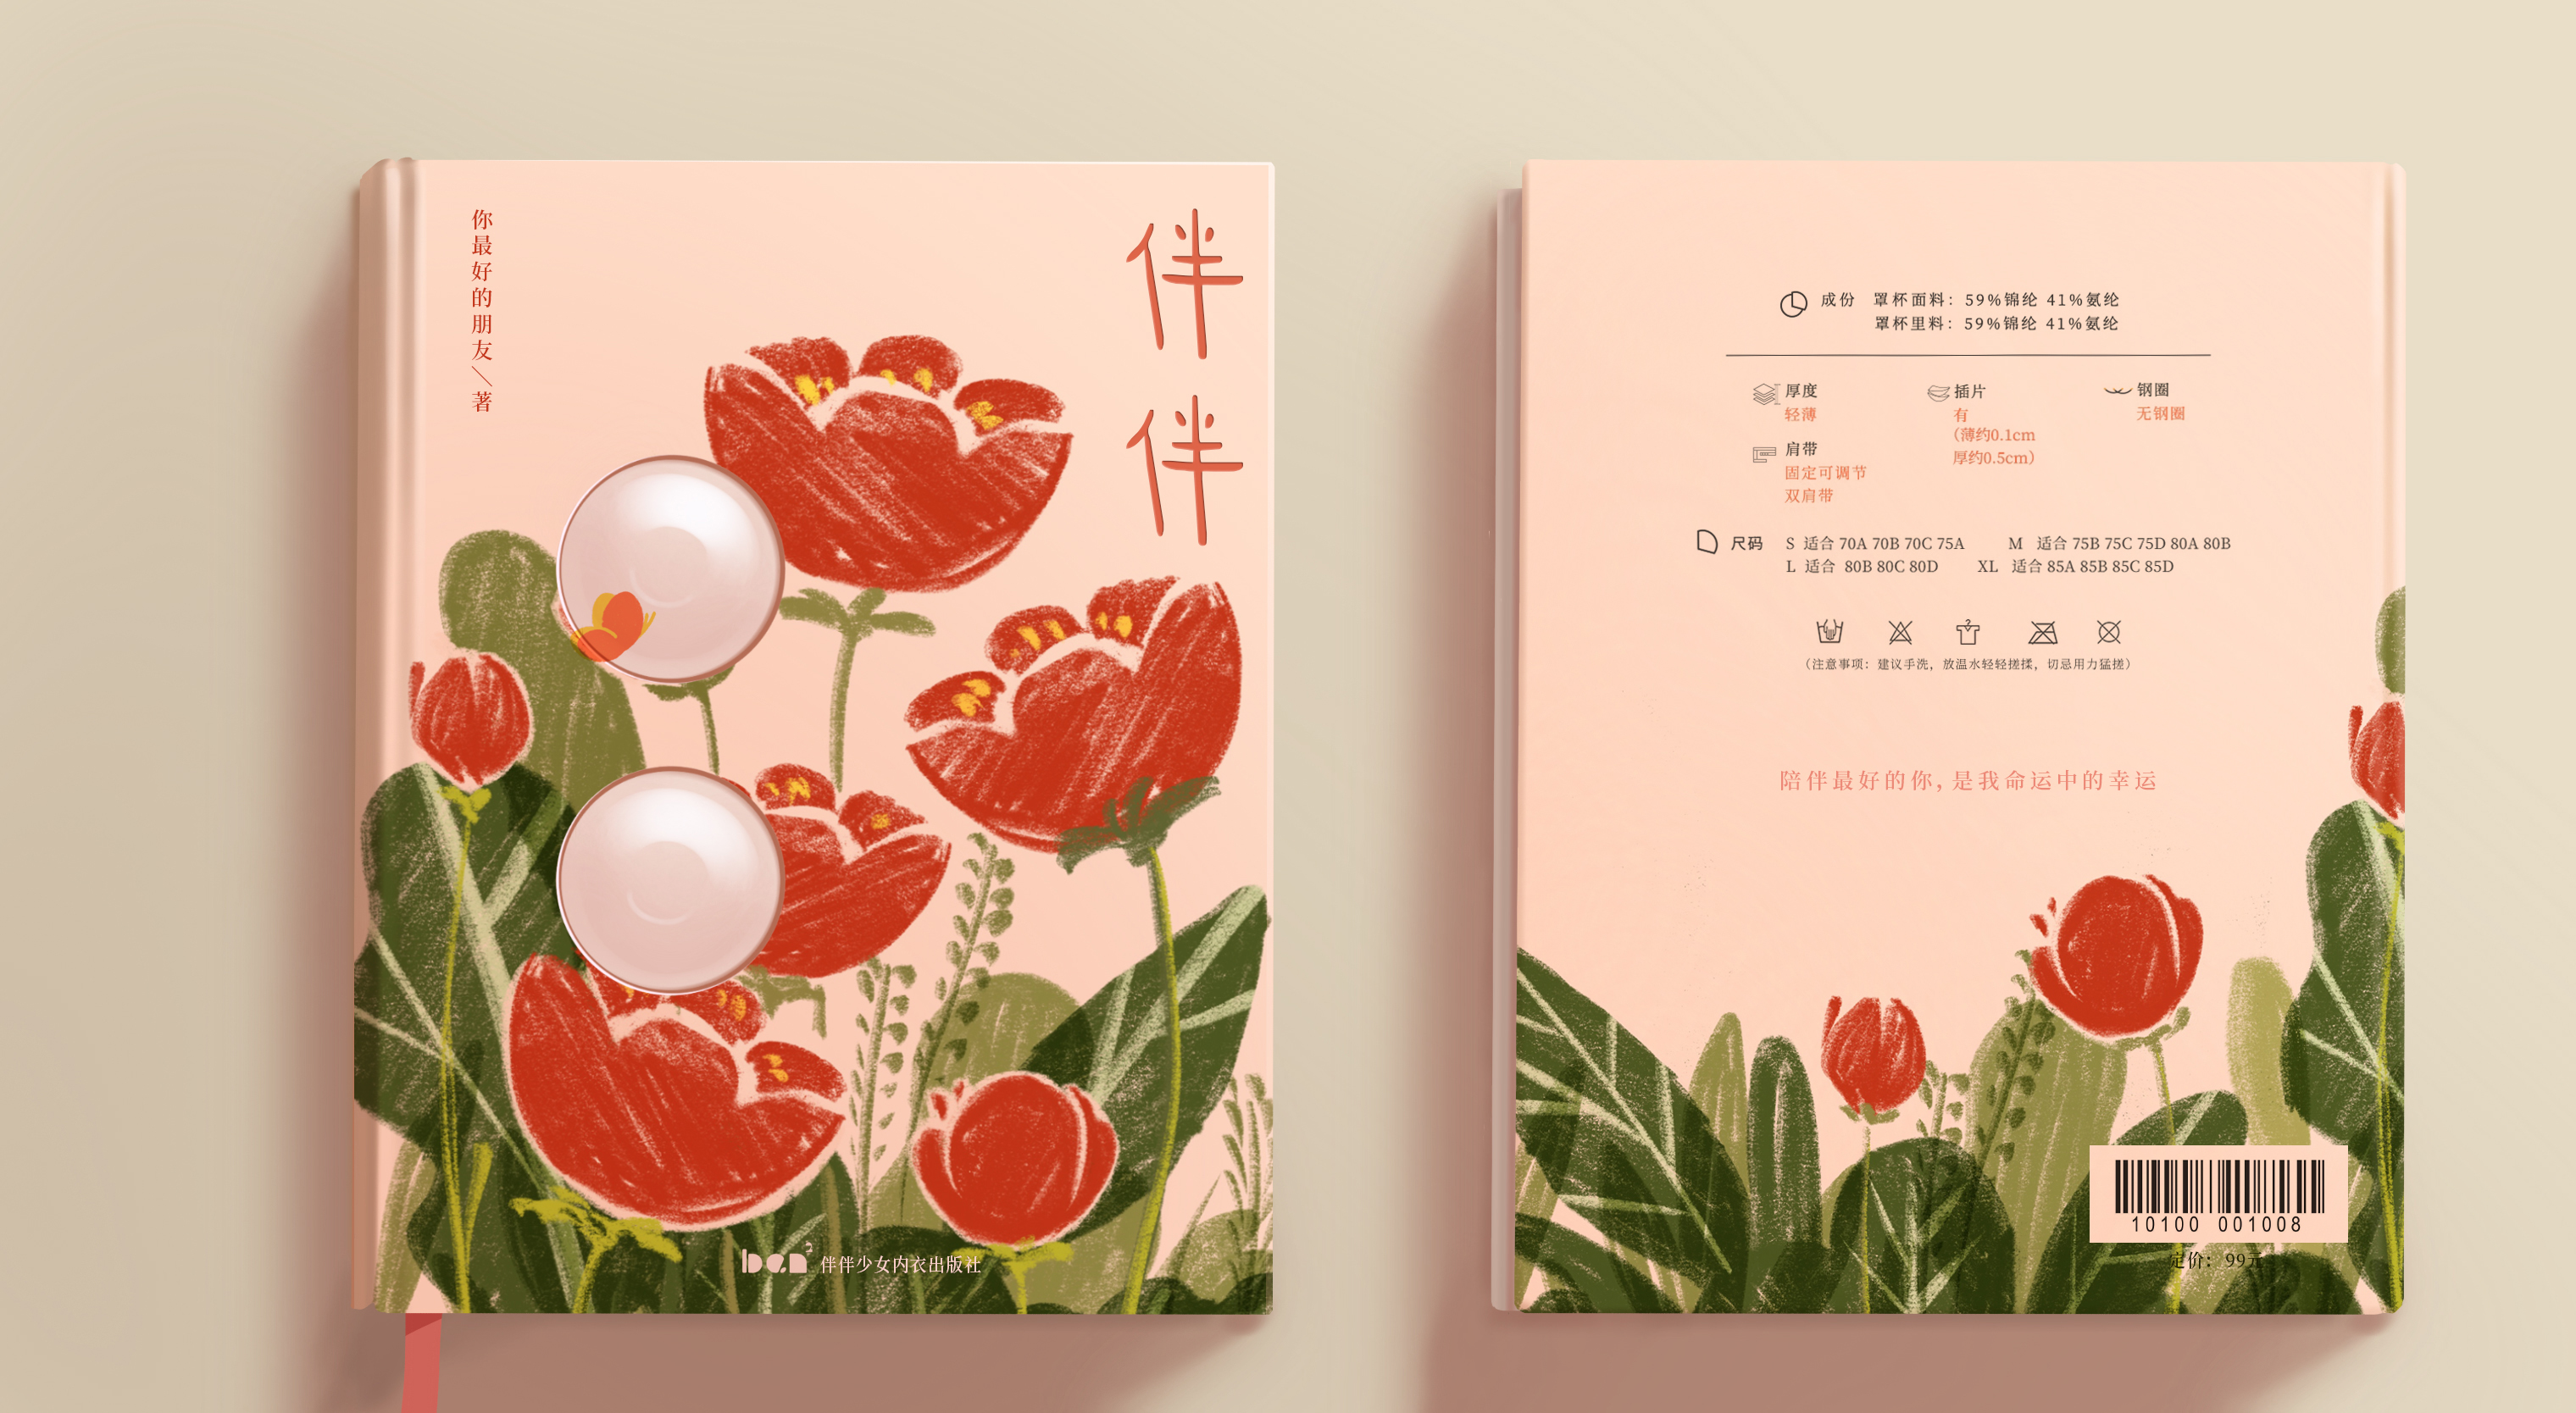 你最好的朋友＼著
伴伴
ben
伴伴少女内衣出版社
成份 罩杯面料：59%锦纶 41%氨纶
罩杯里料：59%锦纶 41%氨纶
厚度
轻薄
插片
有
（薄约0.1cm
厚约0.5cm）
钢圈
无钢圈
肩带
固定可调节
双肩带
尺码 S 适合 70A 70B 70C 75A M 适合 75B 75C 75D 80A 80B
L 适合 80B 80C 80D XL 适合 85A 85B 85C 85D
（注意事项：建议手洗，放温水轻轻搓揉，切忌用力猛搓）
陪伴最好的你，是我命运中的幸运
10100 001008
定价：99元